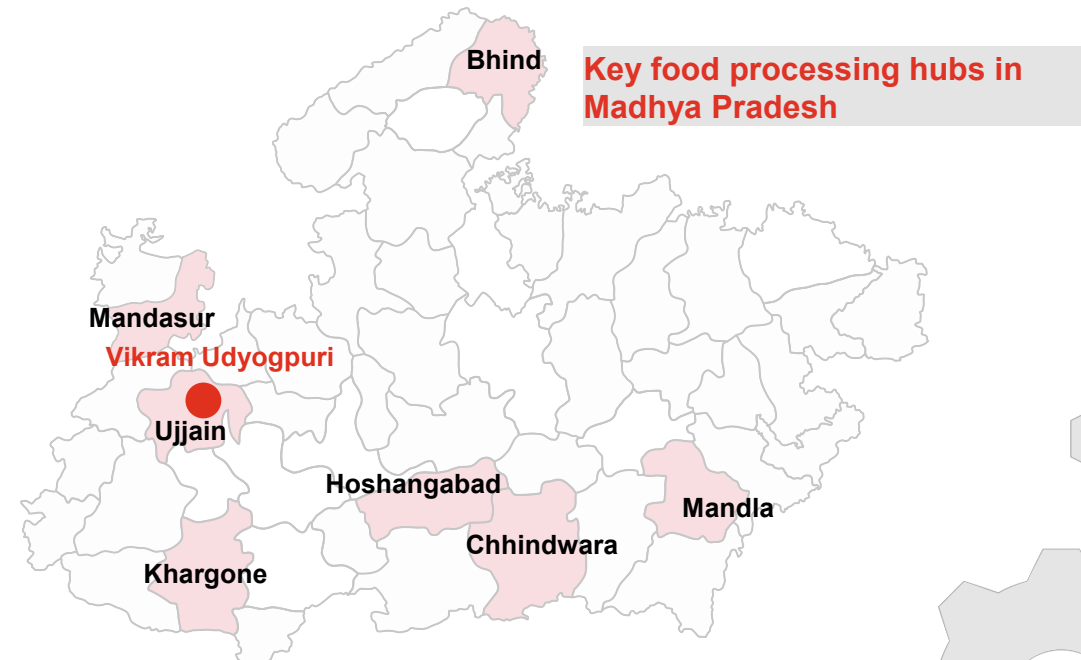 Bhind
Key food processing hubs in
Madhya Pradesh
Mandasur
Vikram Udyogpuri
Ujjain
Hoshangabad
Mandla
Chhindwara
Khargone